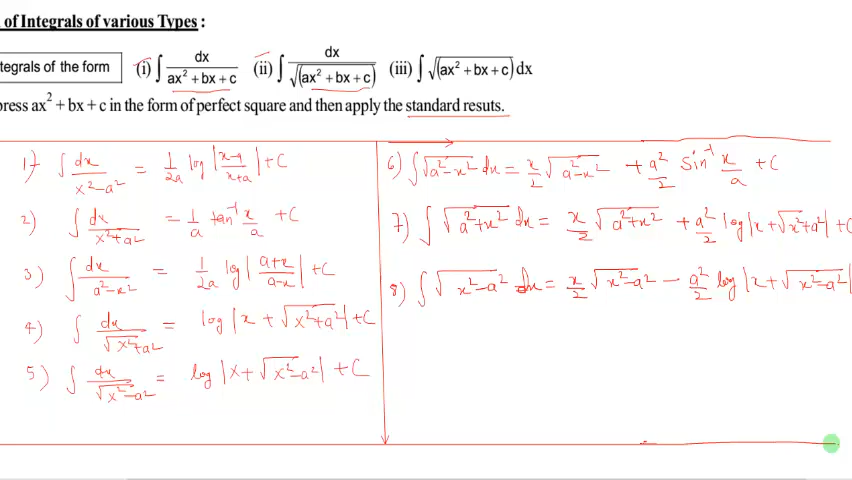 of Integrals of various Types :
tegrals of the form (i) ∫ dx / (ax² + bx + c) (ii) ∫ dx / √(ax² + bx + c) (iii) ∫ √(ax² + bx + c) dx
press ax² + bx + c in the form of perfect square and then apply the standard resuts.
1) ∫ dx / (x² - a²) = 1/2a log |(x-a)/(x+a)| + C
2) ∫ dx / (x² + a²) = 1/a tan⁻¹ x/a + C
3) ∫ dx / (a² - x²) = 1/2a log |(a+x)/(a-x)| + C
4) ∫ dx / √(x² + a²) = log |x + √(x² + a²)| + C
5) ∫ dx / √(x² - a²) = log |x + √(x² - a²)| + C
6) ∫ √(a² - x²) dx = x/2 √(a² - x²) + a²/2 sin⁻¹ x/a + C
7) ∫ √(a² + x²) dx = x/2 √(a² + x²) + a²/2 log |x + √(x² + a²)| + C
8) ∫ √(x² - a²) dx = x/2 √(x² - a²) - a²/2 log |x + √(x² - a²)|